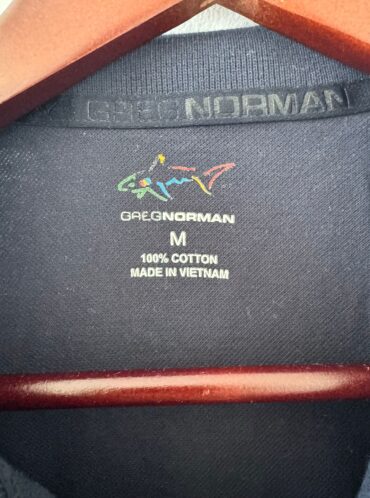 GREGNORMAN
GREGNORMAN
M
100% COTTON
MADE IN VIETNAM